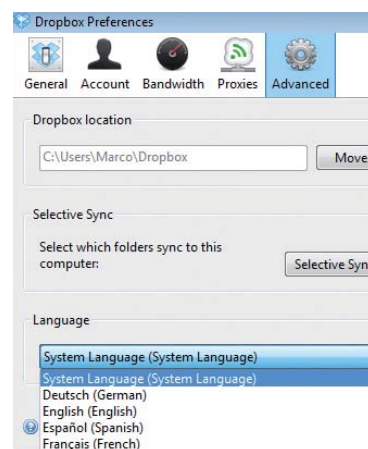 Dropbox Preferences
General Account Bandwidth Proxies Advanced
Dropbox location
C:\Users\Marco\Dropbox
Move
Selective Sync
Select which folders sync to this
computer:
Selective Syn
Language
System Language (System Language)
System Language (System Language)
Deutsch (German)
English (English)
Español (Spanish)
Français (French)